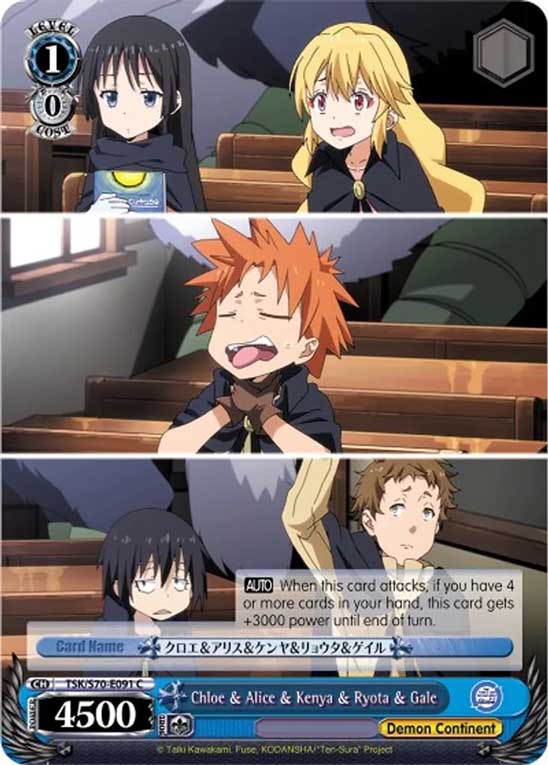 LEVEL
1
0
COST
AUTO When this card attacks, if you have 4
or more cards in your hand, this card gets
+3000 power until end of turn.
Card Name クロエ&アリス&ケンヤ&リョウタ&ゲイル
CH TSK/S70-E091 C
POWER 4500
Chloe & Alice & Kenya & Ryota & Gale
SOUL
Demon Continent
© Taiki Kawakami, Fuse, KODANSHA/"Ten-Sura" Project